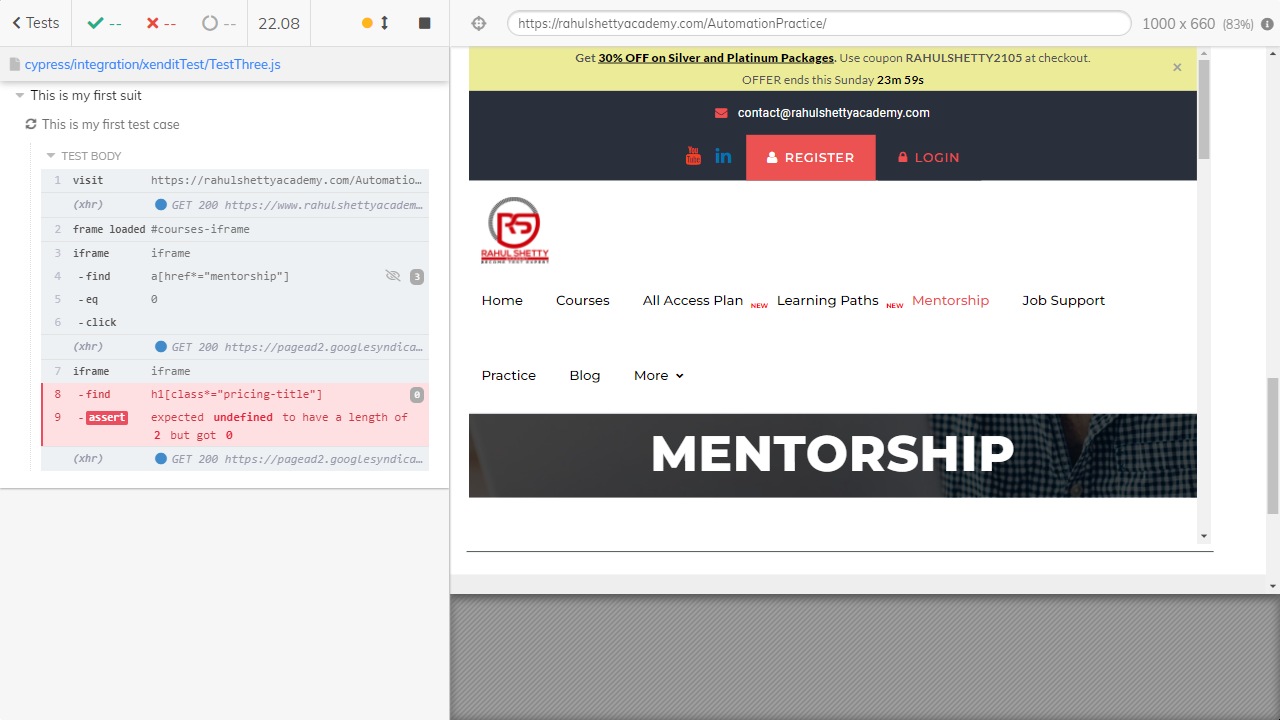 Tests
--
--
--
22.08
https://rahulshettyacademy.com/AutomationPractice/
1000 x 660 (83%)
cypress/integration/xenditTest/TestThree.js
This is my first suit
This is my first test case
TEST BODY
1 visit https://rahulshettyacademy.com/Automatio…
(xhr) GET 200 https://www.rahulshettyacadem…
2 frame loaded #courses-iframe
3 iframe iframe
4 -find a[href*="mentorship"] 3
5 -eq 0
6 -click
(xhr) GET 200 https://pagead2.googlesyndica…
7 iframe iframe
8 -find h1[class*="pricing-title"] 0
9 -assert expected undefined to have a length of
2 but got 0
(xhr) GET 200 https://pagead2.googlesyndica…
Get 30% OFF on Silver and Platinum Packages. Use coupon RAHULSHETTY2105 at checkout.
OFFER ends this Sunday 23m 59s
×
contact@rahulshettyacademy.com
You Tube in REGISTER LOGIN
RS
RAHUL SHETTY
Home Courses All Access Plan NEW Learning Paths NEW Mentorship Job Support
Practice Blog More
MENTORSHIP